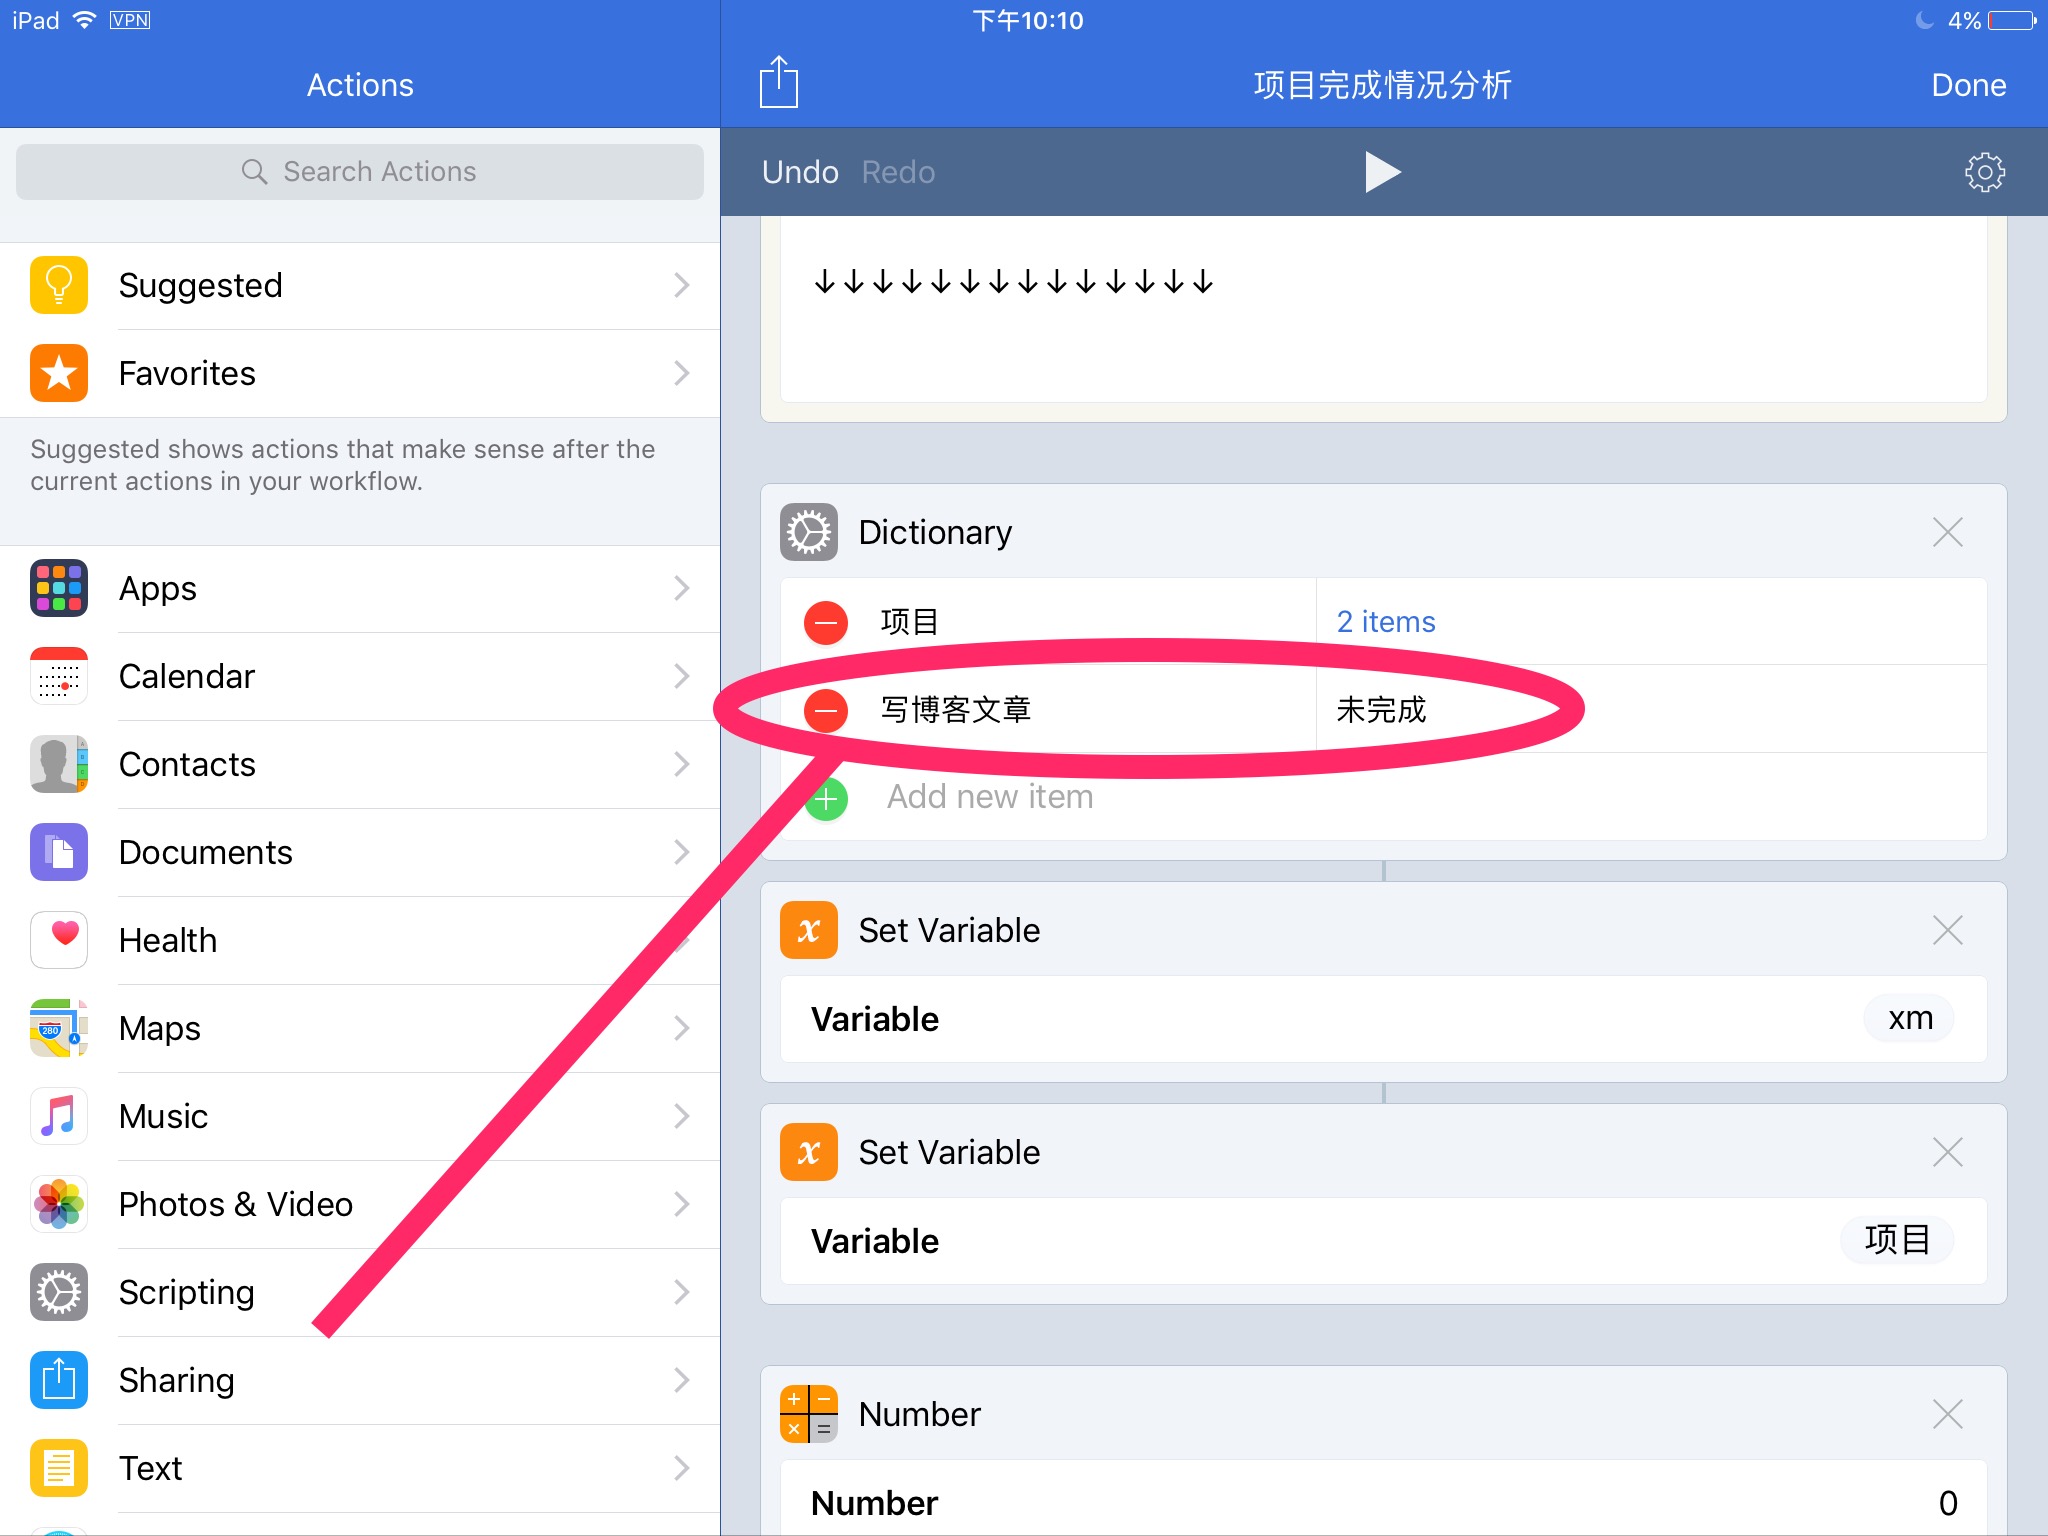 iPad VPN
下午10:10
4%
Actions
项目完成情况分析
Done
Search Actions
Undo Redo
Suggested
Favorites
Suggested shows actions that make sense after the
current actions in your workflow.
Apps
Calendar
Contacts
Documents
Health
Maps
280
Music
Photos & Video
Scripting
Sharing
Text
↓↓↓↓↓↓↓↓↓↓↓↓↓↓
Dictionary
项目 2 items
写博客文章 未完成
Add new item
x Set Variable
Variable xm
x Set Variable
Variable 项目
Number
Number 0